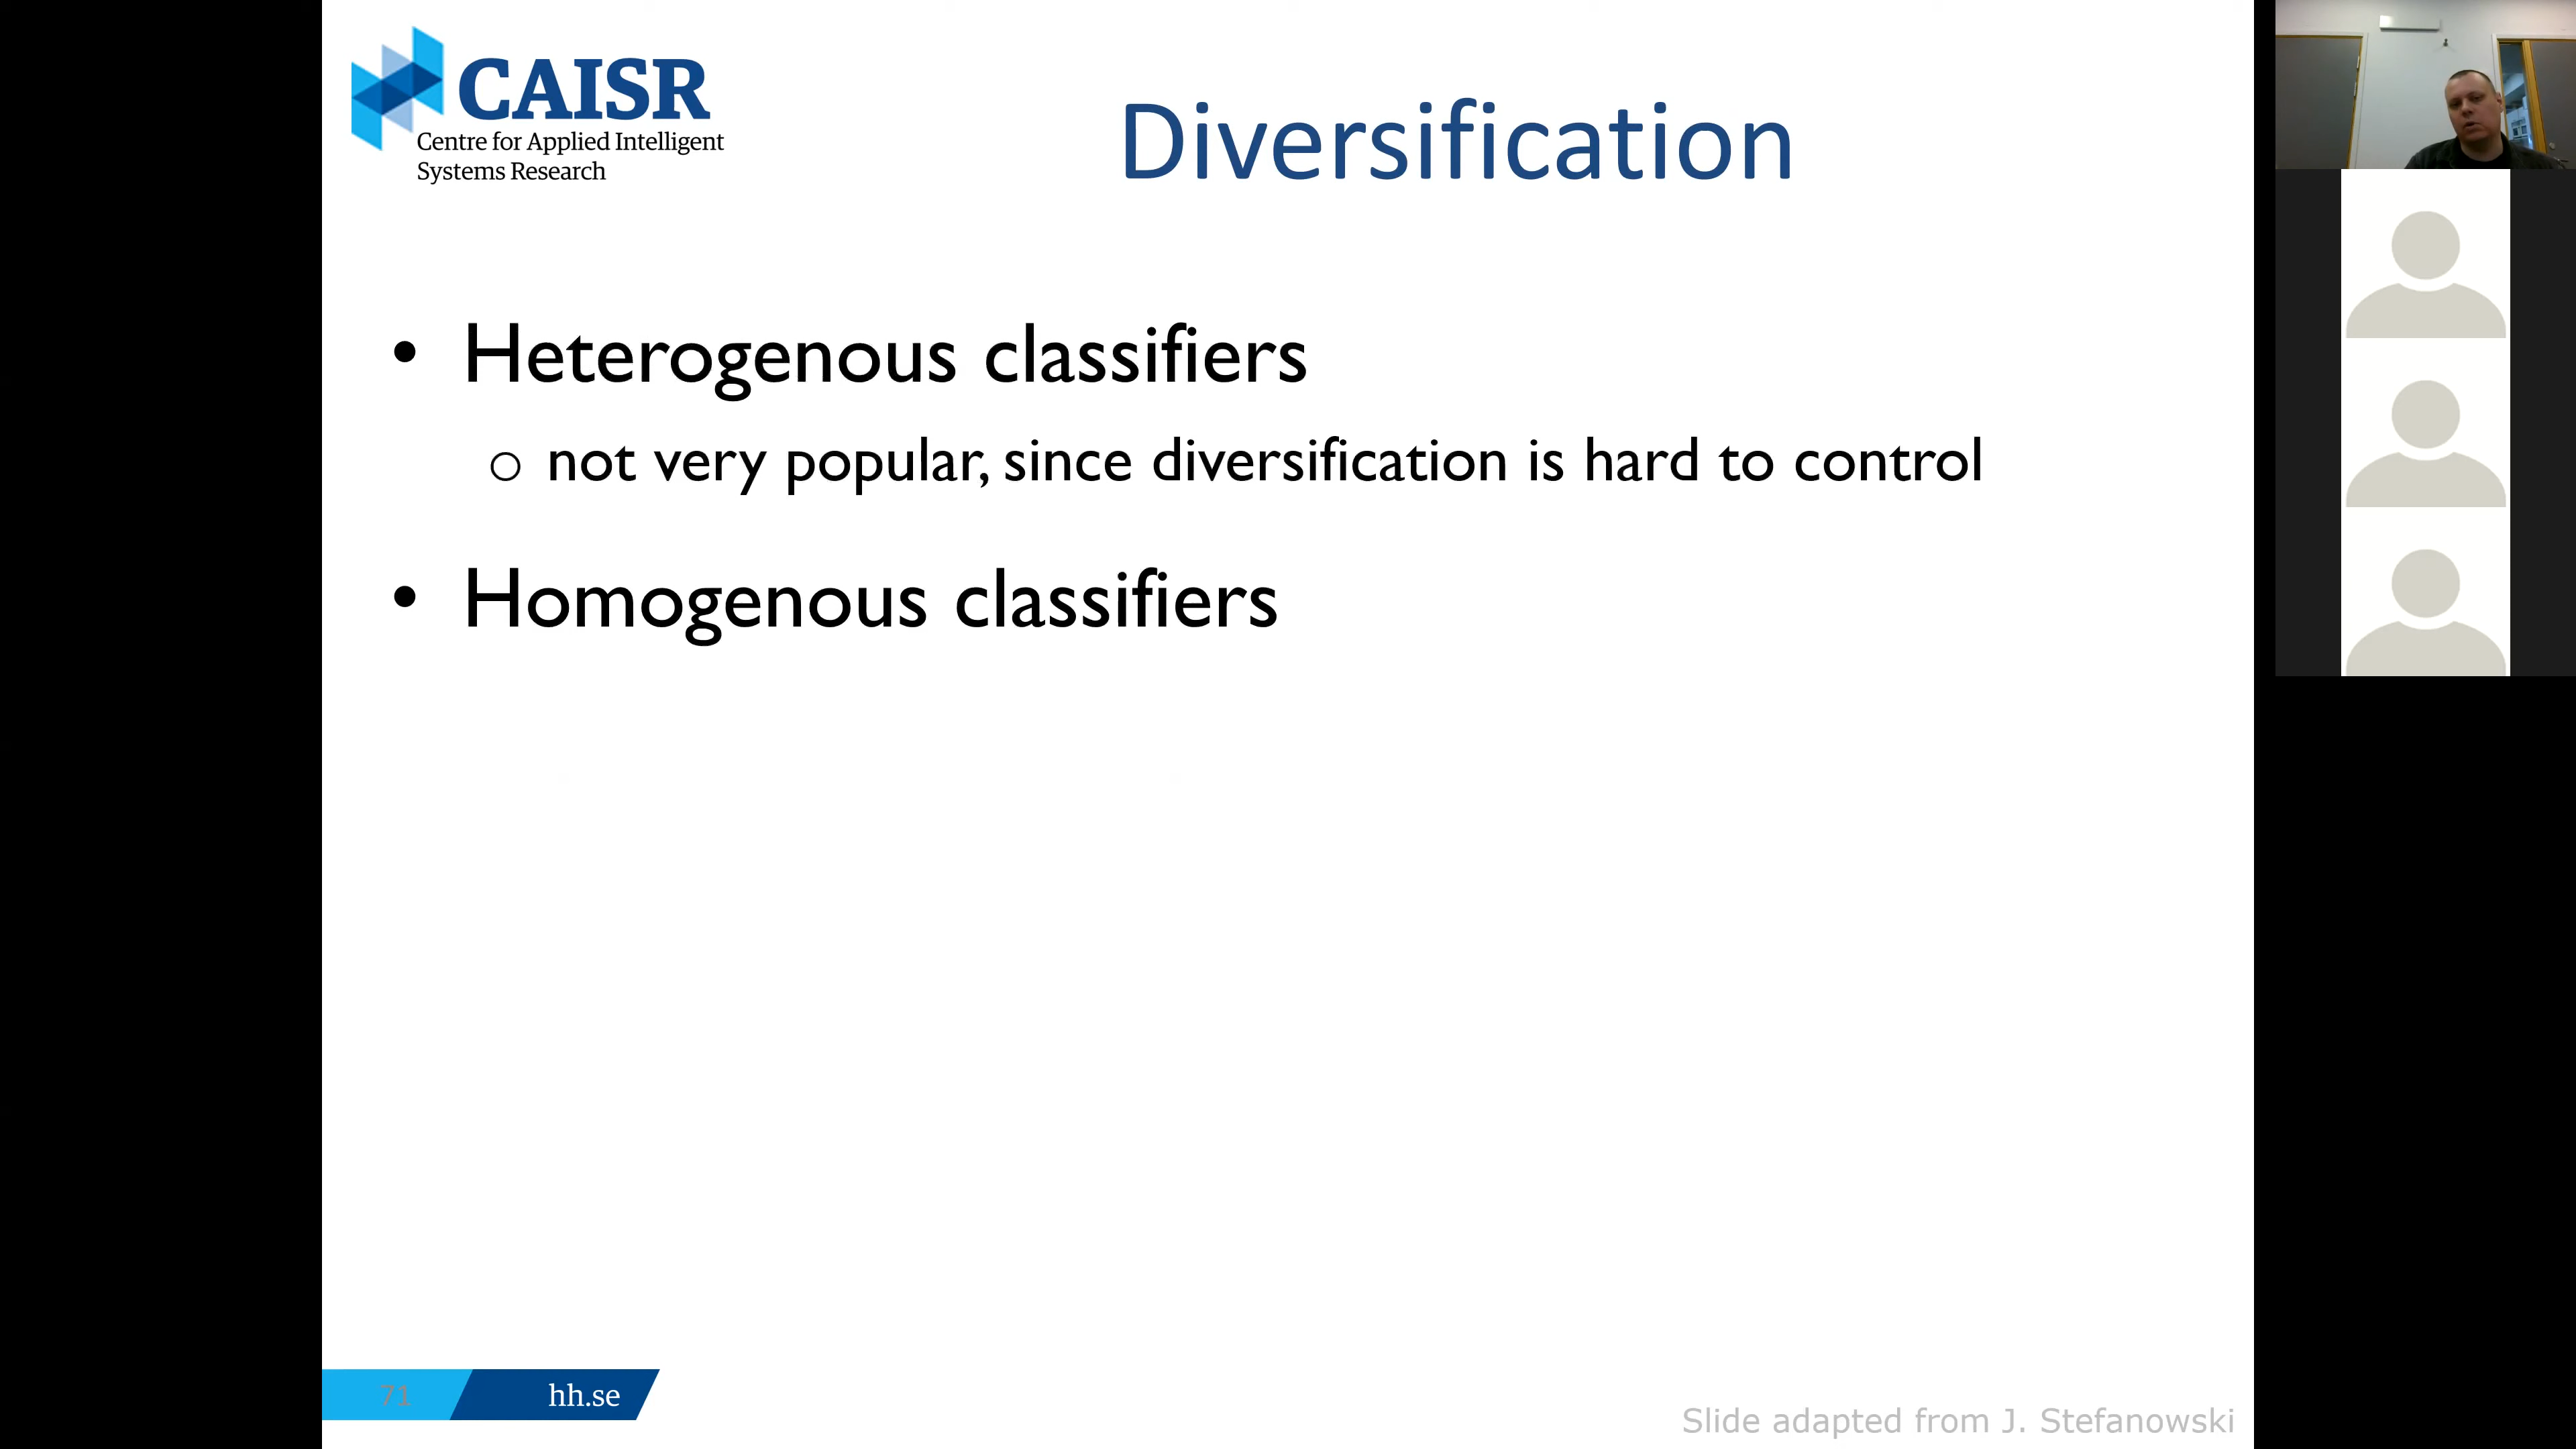 CAISR
Centre for Applied Intelligent
Systems Research
Diversification
• Heterogenous classifiers
o not very popular, since diversification is hard to control
• Homogenous classifiers
71
hh.se
Slide adapted from J. Stefanowski